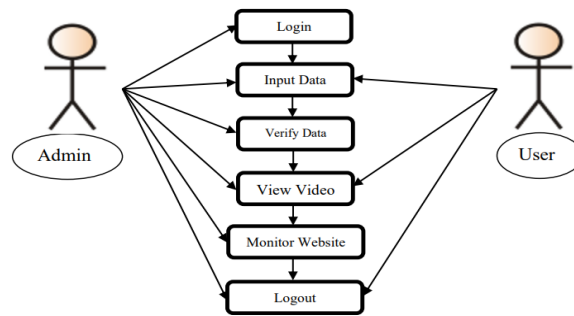 Login
Input Data
Verify Data
View Video
Monitor Website
Logout
Admin
User